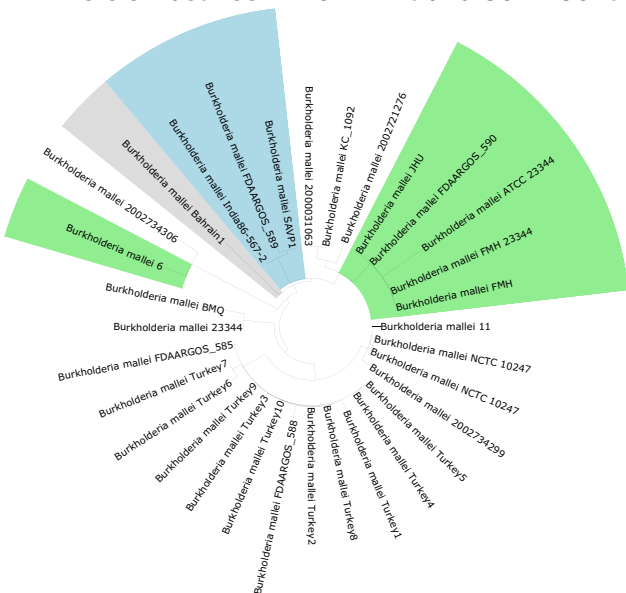 Burkholderia mallei SAVP1
Burkholderia mallei FDAARGOS_589
Burkholderia mallei India86-567-2
Burkholderia mallei Bahrain1
Burkholderia mallei 2002734306
Burkholderia mallei 6
Burkholderia mallei BMQ
Burkholderia mallei 23344
Burkholderia mallei FDAARGOS_585
Burkholderia mallei Turkey7
Burkholderia mallei Turkey6
Burkholderia mallei Turkey9
Burkholderia mallei Turkey3
Burkholderia mallei Turkey10
Burkholderia mallei FDAARGOS_588
Burkholderia mallei Turkey2
Burkholderia mallei Turkey8
Burkholderia mallei Turkey1
Burkholderia mallei Turkey4
Burkholderia mallei Turkey5
Burkholderia mallei 2002734299
Burkholderia mallei NCTC 10247
Burkholderia mallei NCTC 10247
Burkholderia mallei 11
Burkholderia mallei FMH
Burkholderia mallei FMH 23344
Burkholderia mallei ATCC 23344
Burkholderia mallei FDAARGOS_590
Burkholderia mallei JHU
Burkholderia mallei 2002721276
Burkholderia mallei KC_1092
Burkholderia mallei 2000031063